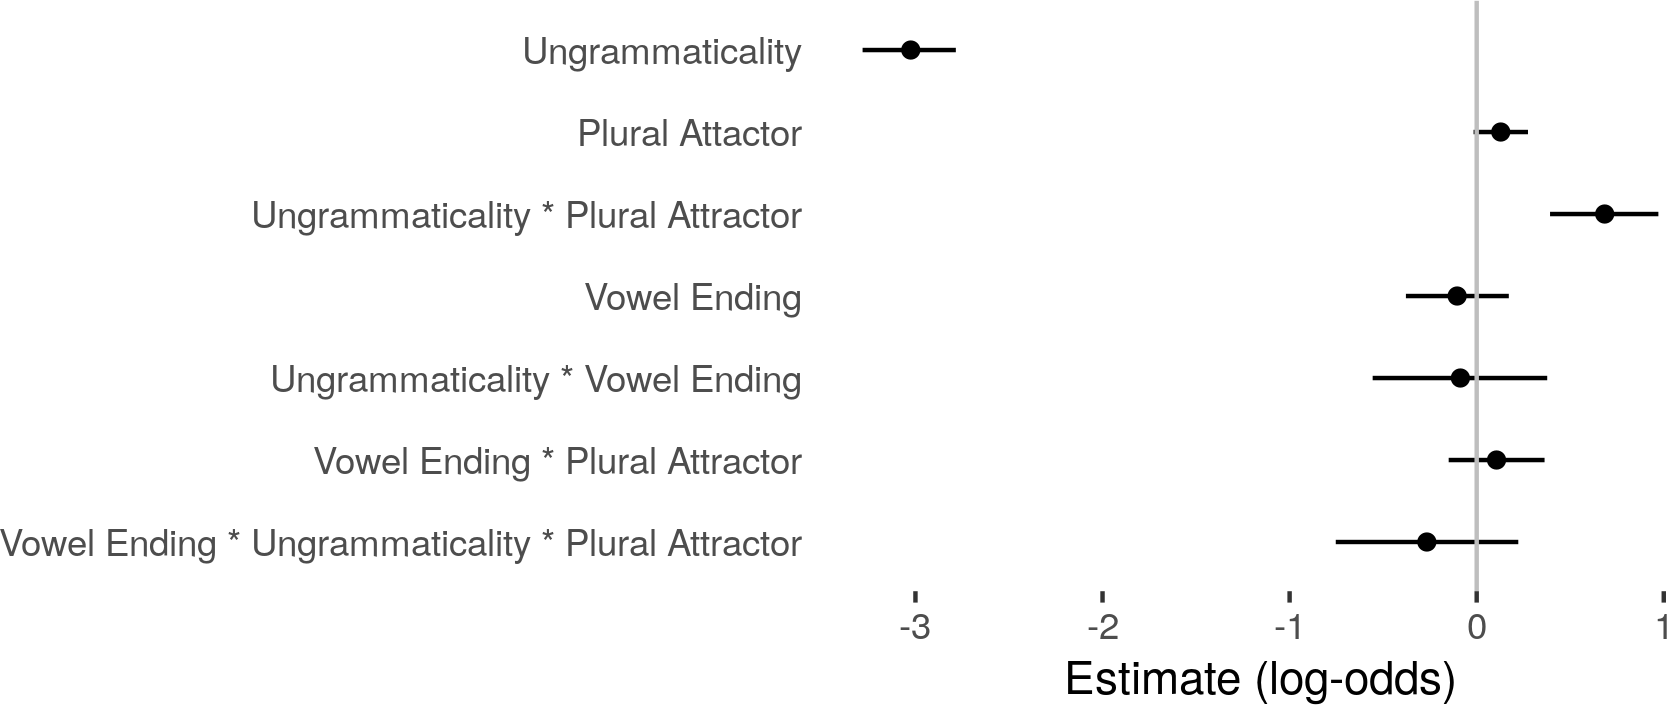 Ungrammaticality
Plural Attactor
Ungrammaticality * Plural Attractor
Vowel Ending
Ungrammaticality * Vowel Ending
Vowel Ending * Plural Attractor
Vowel Ending * Ungrammaticality * Plural Attractor
-3 -2 -1 0 1
Estimate (log-odds)